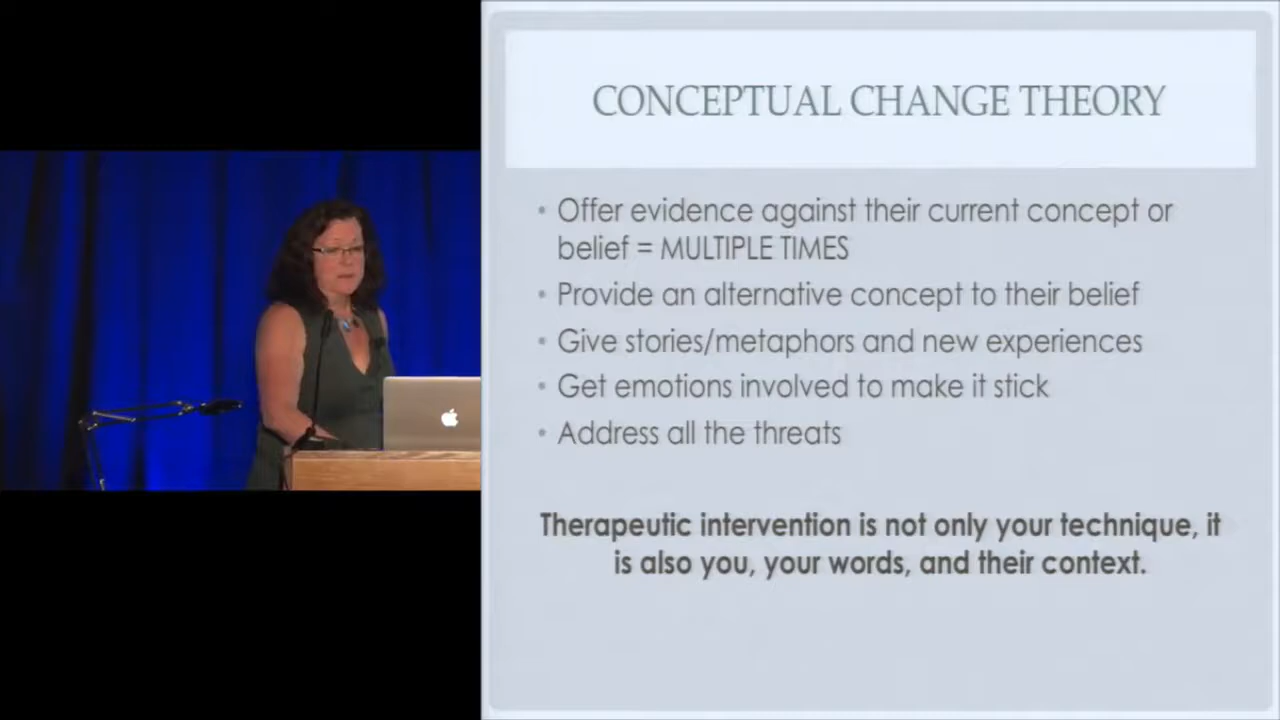 CONCEPTUAL CHANGE THEORY
• Offer evidence against their current concept or
belief = MULTIPLE TIMES
• Provide an alternative concept to their belief
• Give stories/metaphors and new experiences
• Get emotions involved to make it stick
• Address all the threats
Therapeutic intervention is not only your technique, it
is also you, your words, and their context.